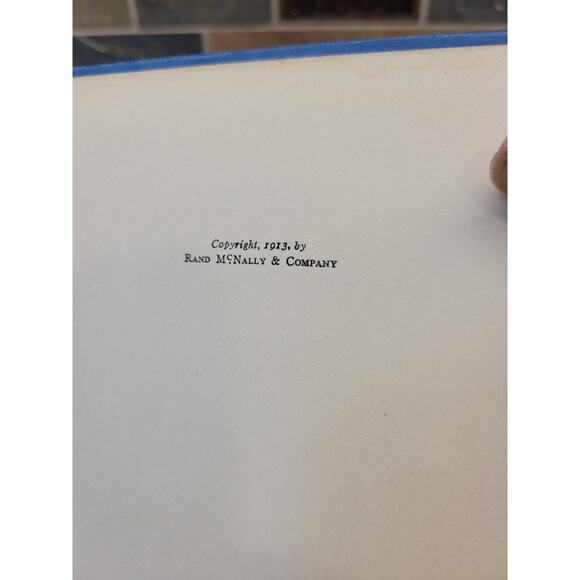 Copyright, 1913, by
RAND MᶜNALLY & COMPANY